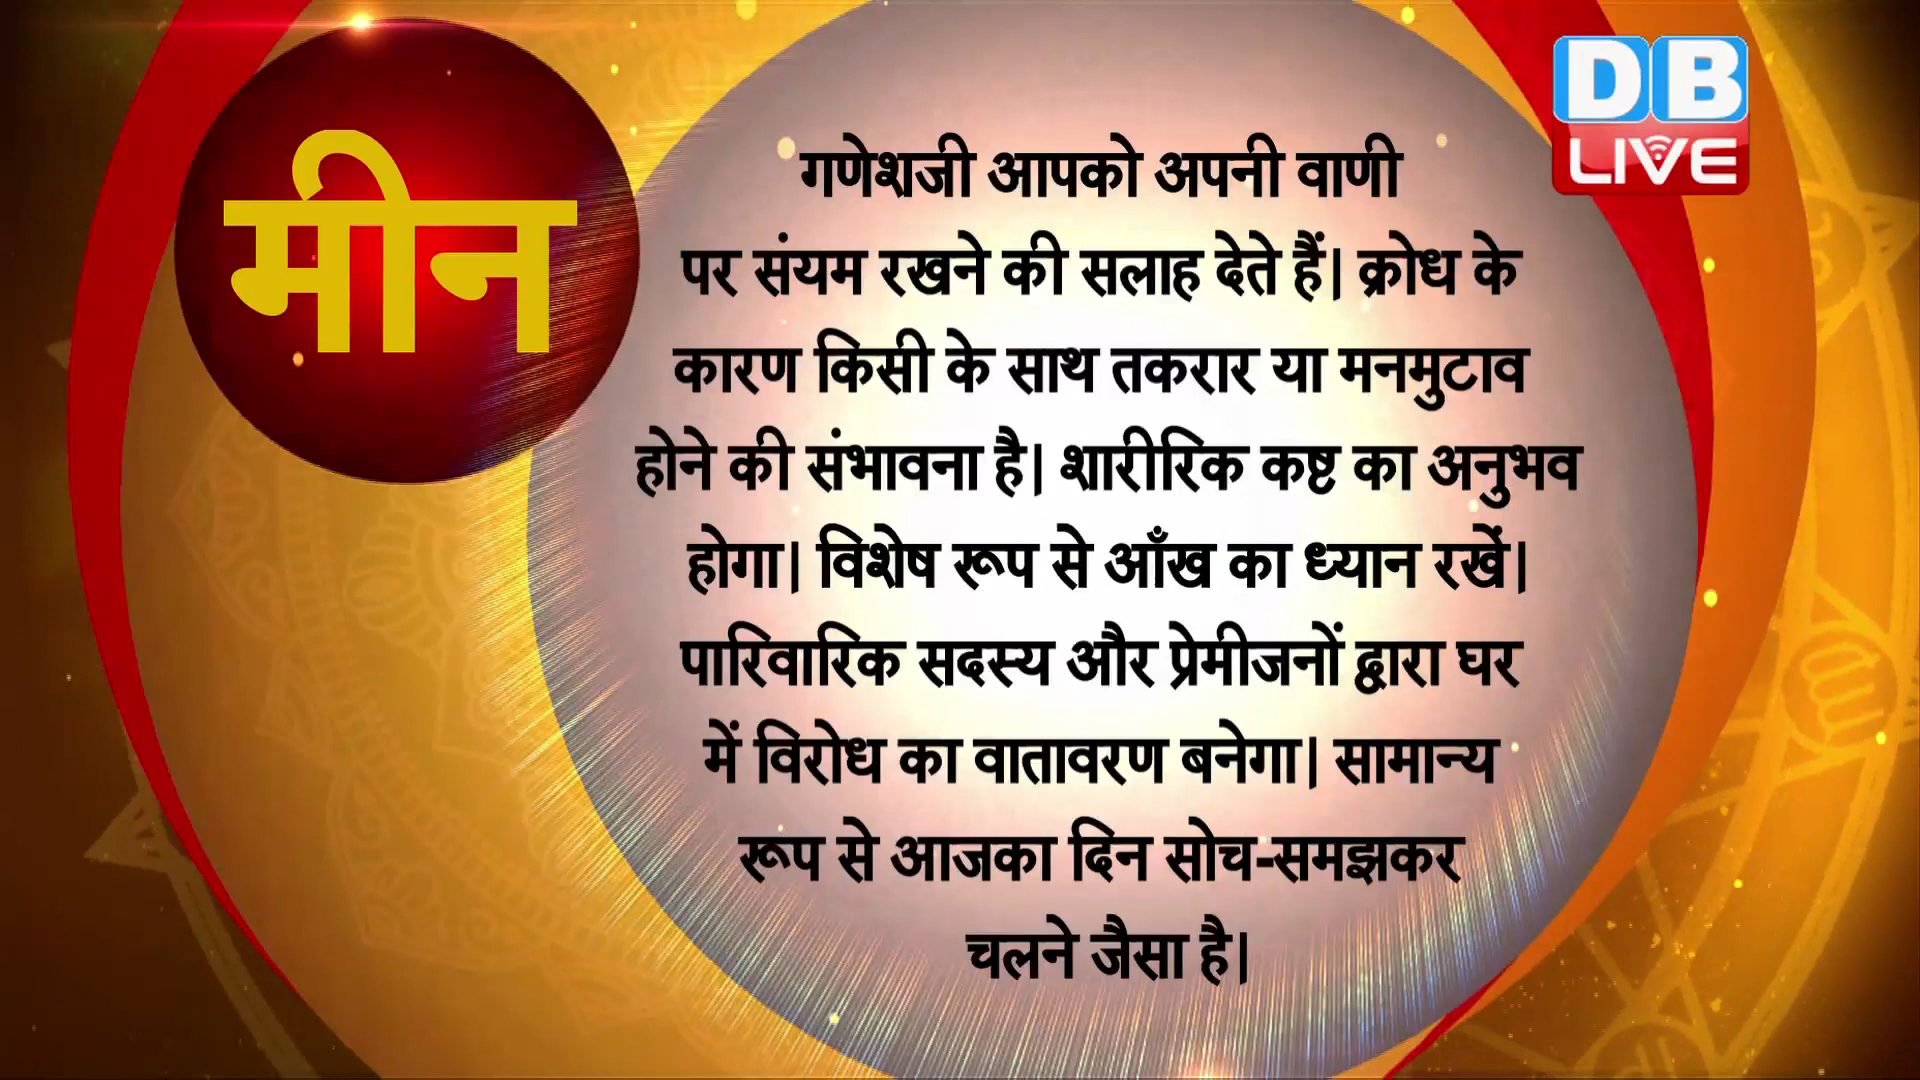 मीन
DB
LIVE
गणेशजी आपको अपनी वाणी
पर संयम रखने की सलाह देते हैं| क्रोध के
कारण किसी के साथ तकरार या मनमुटाव
होने की संभावना है| शारीरिक कष्ट का अनुभव
होगा| विशेष रूप से आँख का ध्यान रखें|
पारिवारिक सदस्य और प्रेमीजनों द्वारा घर
में विरोध का वातावरण बनेगा| सामान्य
रूप से आजका दिन सोच-समझकर
चलने जैसा है|